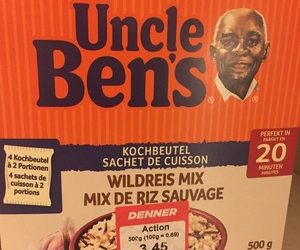 Uncle
Ben's®
®
KOCHBEUTEL
SACHET DE CUISSON
4 Kochbeutel
à 2 Portionen
4 sachets de
cuisson à 2
portions
PERFEKT IN
PARFAIT EN
20
MINUTEN
MINUTES
WILDREIS MIX
MIX DE RIZ SAUVAGE
DENNER
Action
500g (100g = 0.69)
3.45
500 g